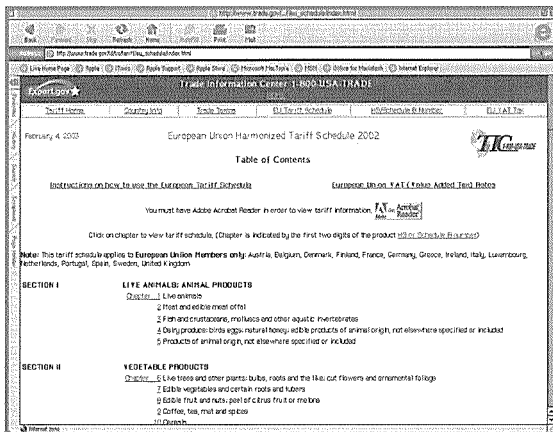 http://www.trade.gov/
Back
Stop
Refresh
Home
Print
Mail
Live Home Page
Apple
iTools
Apple Support
Apple Store
Microsoft MacTopia
MSN
Office for Macintosh
Internet Explorer
Export.gov
Trade Information Center 1-800-USA-TRADE
Tariff Home
Country Info
EU Tariff Schedule
HS/Schedule B Number
EU VAT Tax
February 4, 2003
European Union Harmonized Tariff Schedule 2002
TIC
1-800-USA-TRADE
Table of Contents
Instructions on how to use the European Tariff Schedule
European Union VAT (Value Added Tax) Rates
You must have Adobe Acrobat Reader in order to view tariff information.
Acrobat Reader
Click on chapter to view tariff schedule, (Chapter is indicated by the first two digits of the product HS or Schedule B number)
Note: This tariff schedule applies to European Union Members only: Austria, Belgium, Denmark, Finland, France, Germany, Greece, Ireland, Italy, Luxembourg,
Netherlands, Portugal, Spain, Sweden, United Kingdom
SECTION I
LIVE ANIMALS; ANIMAL PRODUCTS
Chapter 1 Live animals
2 Meat and edible meat offal
3 Fish and crustaceans, molluscs and other aquatic invertebrates
4 Dairy produce; birds eggs; natural honey; edible products of animal origin, not elsewhere specified or included
5 Products of animal origin, not elsewhere specified or included
SECTION II
VEGETABLE PRODUCTS
Chapter 6 Live trees and other plants; bulbs, roots and the like; cut flowers and ornamental foliage
7 Edible vegetables and certain roots and tubers
8 Edible fruit and nuts; peel of citrus fruit or melons
9 Coffee, tea, mat and spices
10 Cereals
Internet zone